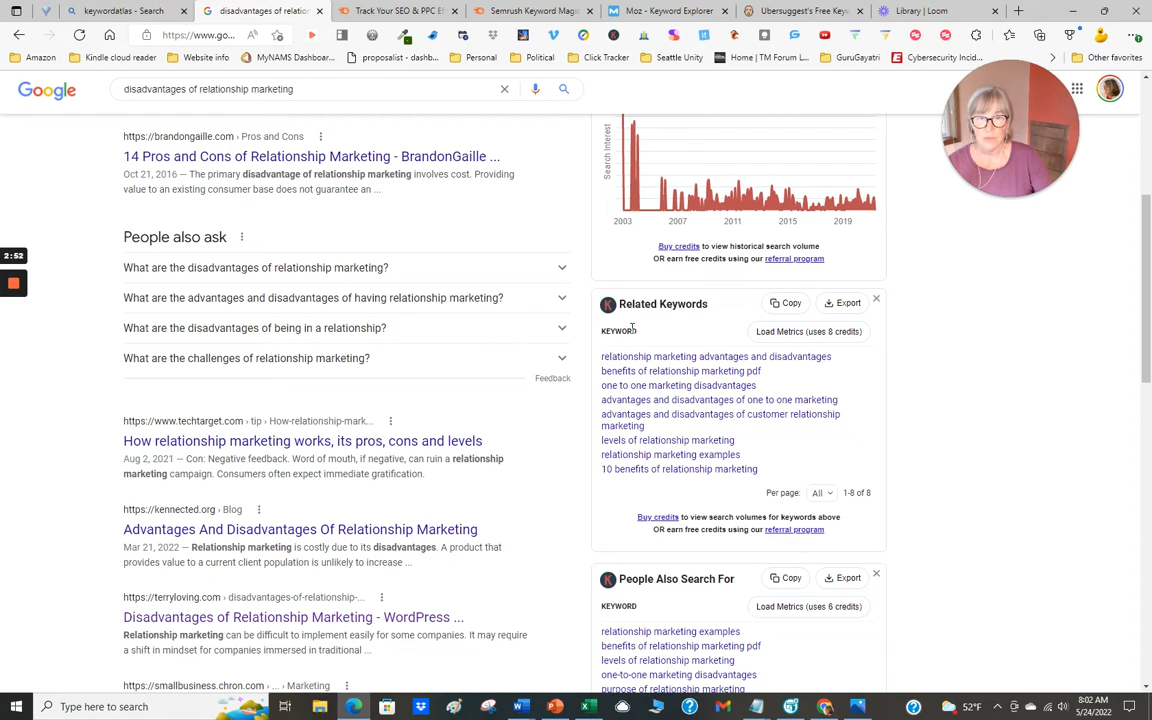 keywordatlas - Search
disadvantages of relation
Track Your SEO & PPC Ef
Semrush Keyword Magic
Moz - Keyword Explorer
Ubersuggest's Free Keyw
Library | Loom
https://www.go...
Amazon
Kindle cloud reader
Website info
MyNAMS Dashboar...
proposalist - dashb...
Personal
Political
Click Tracker
Seattle Unity
Home | TM Forum L...
GuruGayatri
Cybersecurity Incid...
Other favorites
Google
disadvantages of relationship marketing
https://brandongaille.com › Pros and Cons
14 Pros and Cons of Relationship Marketing - BrandonGaille ...
Oct 21, 2016 — The primary disadvantage of relationship marketing involves cost. Providing
value to an existing consumer base does not guarantee an ...
People also ask
What are the disadvantages of relationship marketing?
What are the advantages and disadvantages of having relationship marketing?
What are the disadvantages of being in a relationship?
What are the challenges of relationship marketing?
Feedback
https://www.techtarget.com › tip › How-relationship-mark...
How relationship marketing works, its pros, cons and levels
Aug 2, 2021 — Con: Negative feedback. Word of mouth, if negative, can ruin a relationship
marketing campaign. Consumers often expect immediate gratification.
https://kennected.org › Blog
Advantages And Disadvantages Of Relationship Marketing
Mar 21, 2022 — Relationship marketing is costly due to its disadvantages. A product that
provides value to a current client population is unlikely to increase ...
https://terryloving.com › disadvantages-of-relationship-...
Disadvantages of Relationship Marketing - WordPress ...
Relationship marketing can be difficult to implement easily for some companies. It may require
a shift in mindset for companies immersed in traditional ...
https://smallbusiness.chron.com › ... › Marketing
Search Interest
2003 2007 2011 2015 2019
Buy credits to view historical search volume
OR earn free credits using our referral program
Related Keywords
Copy
Export
KEYWORD
Load Metrics (uses 8 credits)
relationship marketing advantages and disadvantages
benefits of relationship marketing pdf
one to one marketing disadvantages
advantages and disadvantages of one to one marketing
advantages and disadvantages of customer relationship
marketing
levels of relationship marketing
relationship marketing examples
10 benefits of relationship marketing
Per page: All 1-8 of 8
Buy credits to view search volumes for keywords above
OR earn free credits using our referral program
People Also Search For
Copy
Export
KEYWORD
Load Metrics (uses 6 credits)
relationship marketing examples
benefits of relationship marketing pdf
levels of relationship marketing
one-to-one marketing disadvantages
purpose of relationship marketing
2:52
Type here to search
52°F
8:02 AM
5/24/2022